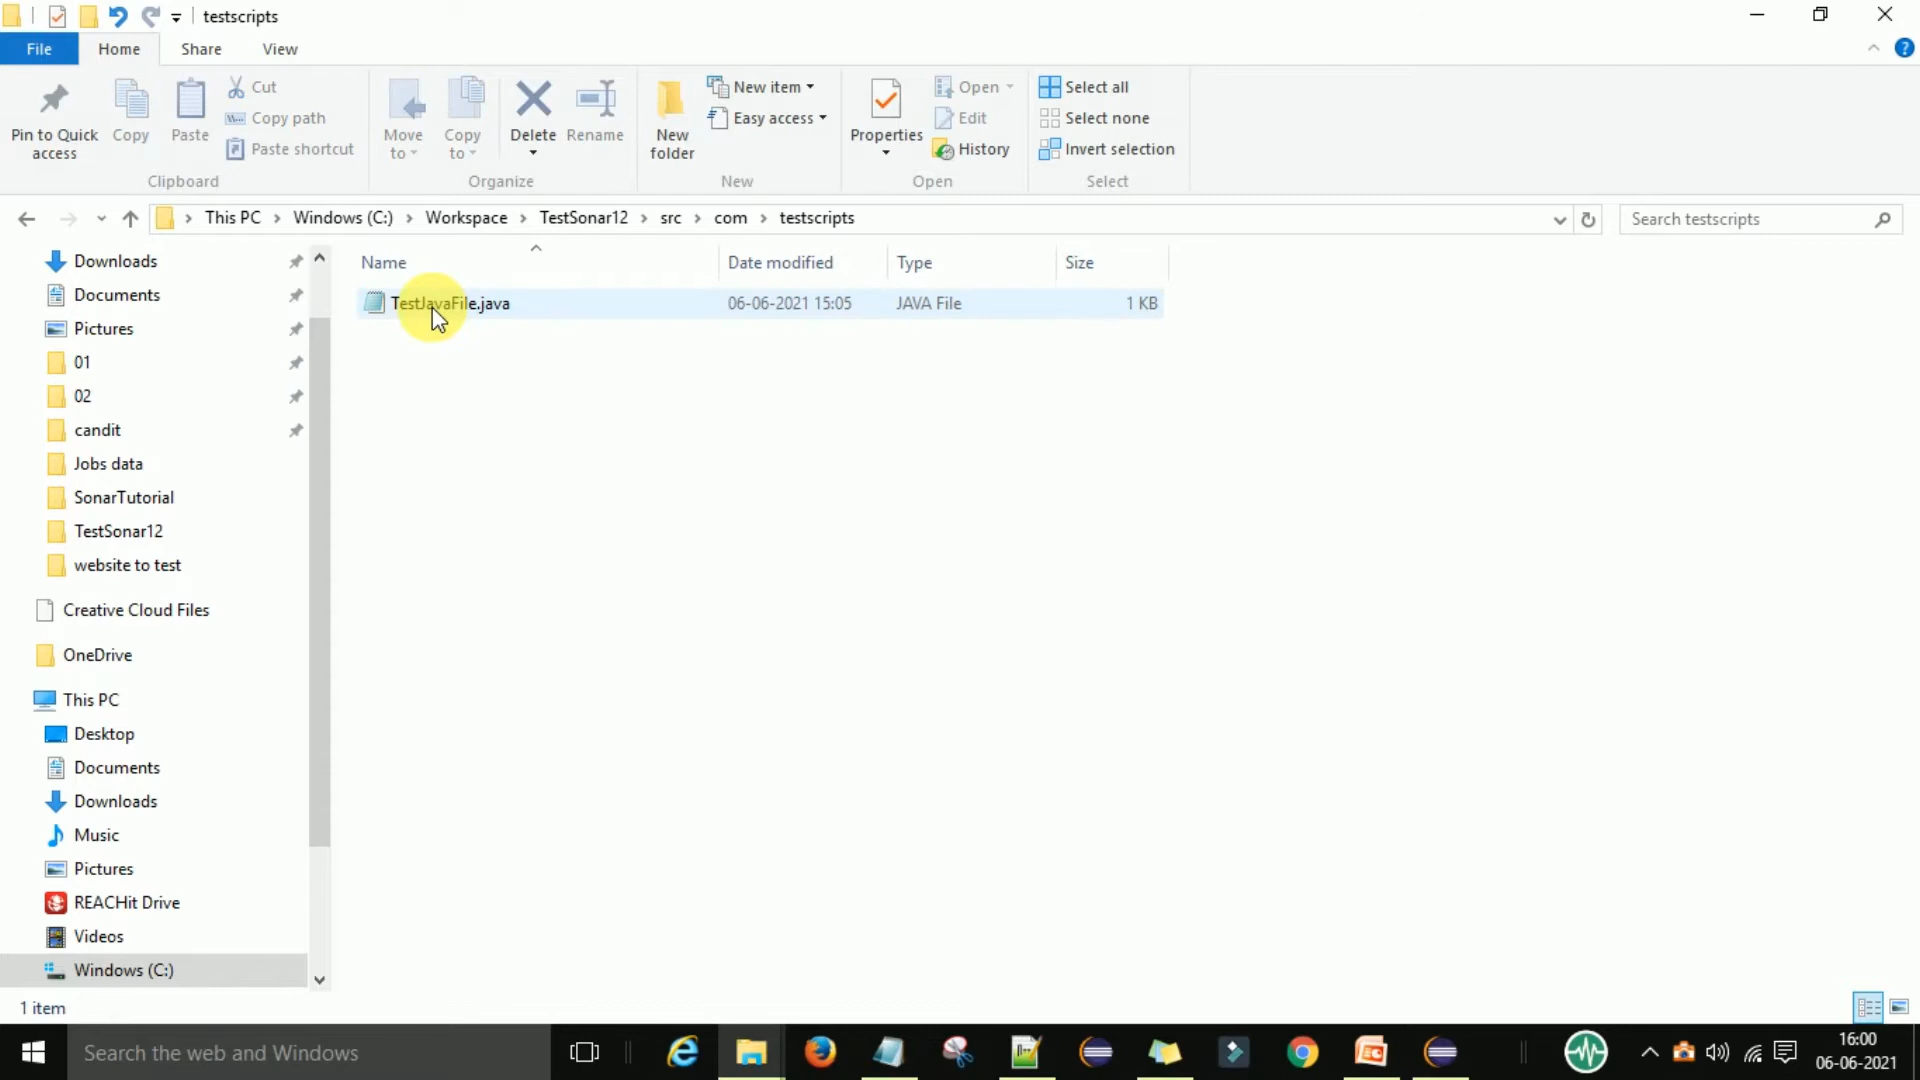 testscripts
File Home Share View
Pin to Quick access
Copy
Paste
Cut
Copy path
Paste shortcut
Clipboard
Move to
Copy to
Delete
Rename
Organize
New folder
New item
Easy access
New
Properties
Open
Edit
History
Open
Select all
Select none
Invert selection
Select
This PC > Windows (C:) > Workspace > TestSonar12 > src > com > testscripts
Search testscripts
Name Date modified Type Size
TestJavaFile.java 06-06-2021 15:05 JAVA File 1 KB
Downloads
Documents
Pictures
01
02
candit
Jobs data
SonarTutorial
TestSonar12
website to test
Creative Cloud Files
OneDrive
This PC
Desktop
Documents
Downloads
Music
Pictures
REACHit Drive
Videos
Windows (C:)
1 item
Search the web and Windows
16:00
06-06-2021